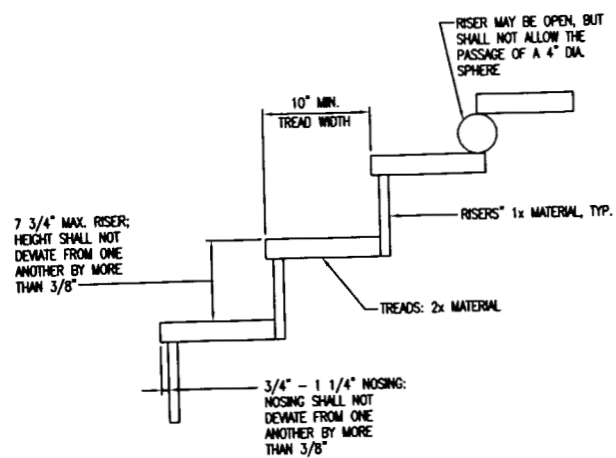 RISER MAY BE OPEN, BUT
SHALL NOT ALLOW THE
PASSAGE OF A 4" DIA.
SPHERE
10" MIN.
TREAD WIDTH
7 3/4" MAX. RISER;
HEIGHT SHALL NOT
DEVIATE FROM ONE
ANOTHER BY MORE
THAN 3/8"
RISERS" 1x MATERIAL, TYP.
TREADS: 2x MATERIAL
3/4" - 1 1/4" NOSING:
NOSING SHALL NOT
DEVIATE FROM ONE
ANOTHER BY MORE
THAN 3/8"